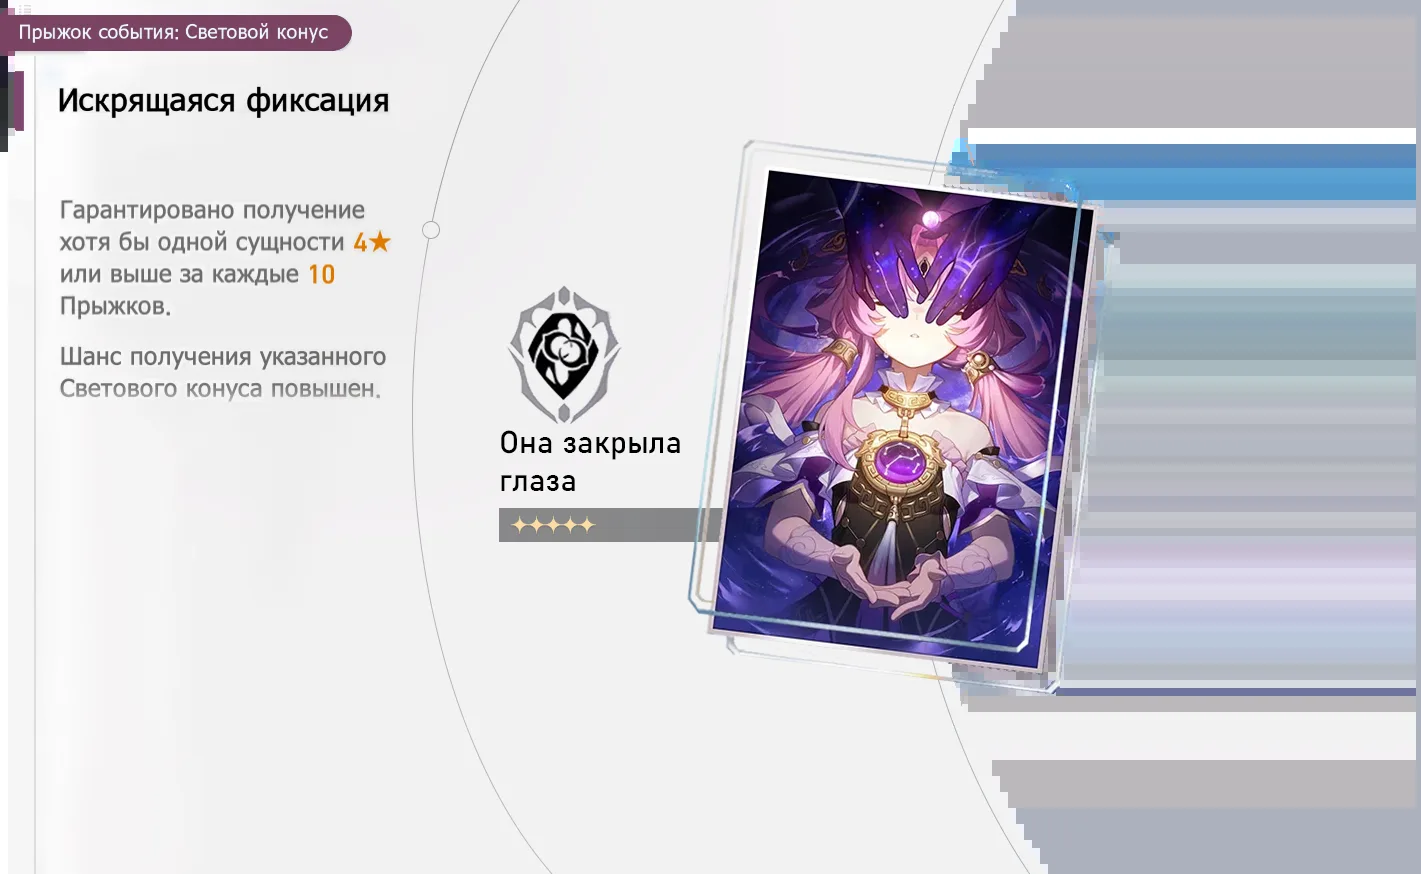 Прыжок события: Световой конус
Искрящаяся фиксация
Гарантировано получение
хотя бы одной сущности 4★
или выше за каждые 10
Прыжков.
Шанс получения указанного
Светового конуса повышен.
Она закрыла
глаза